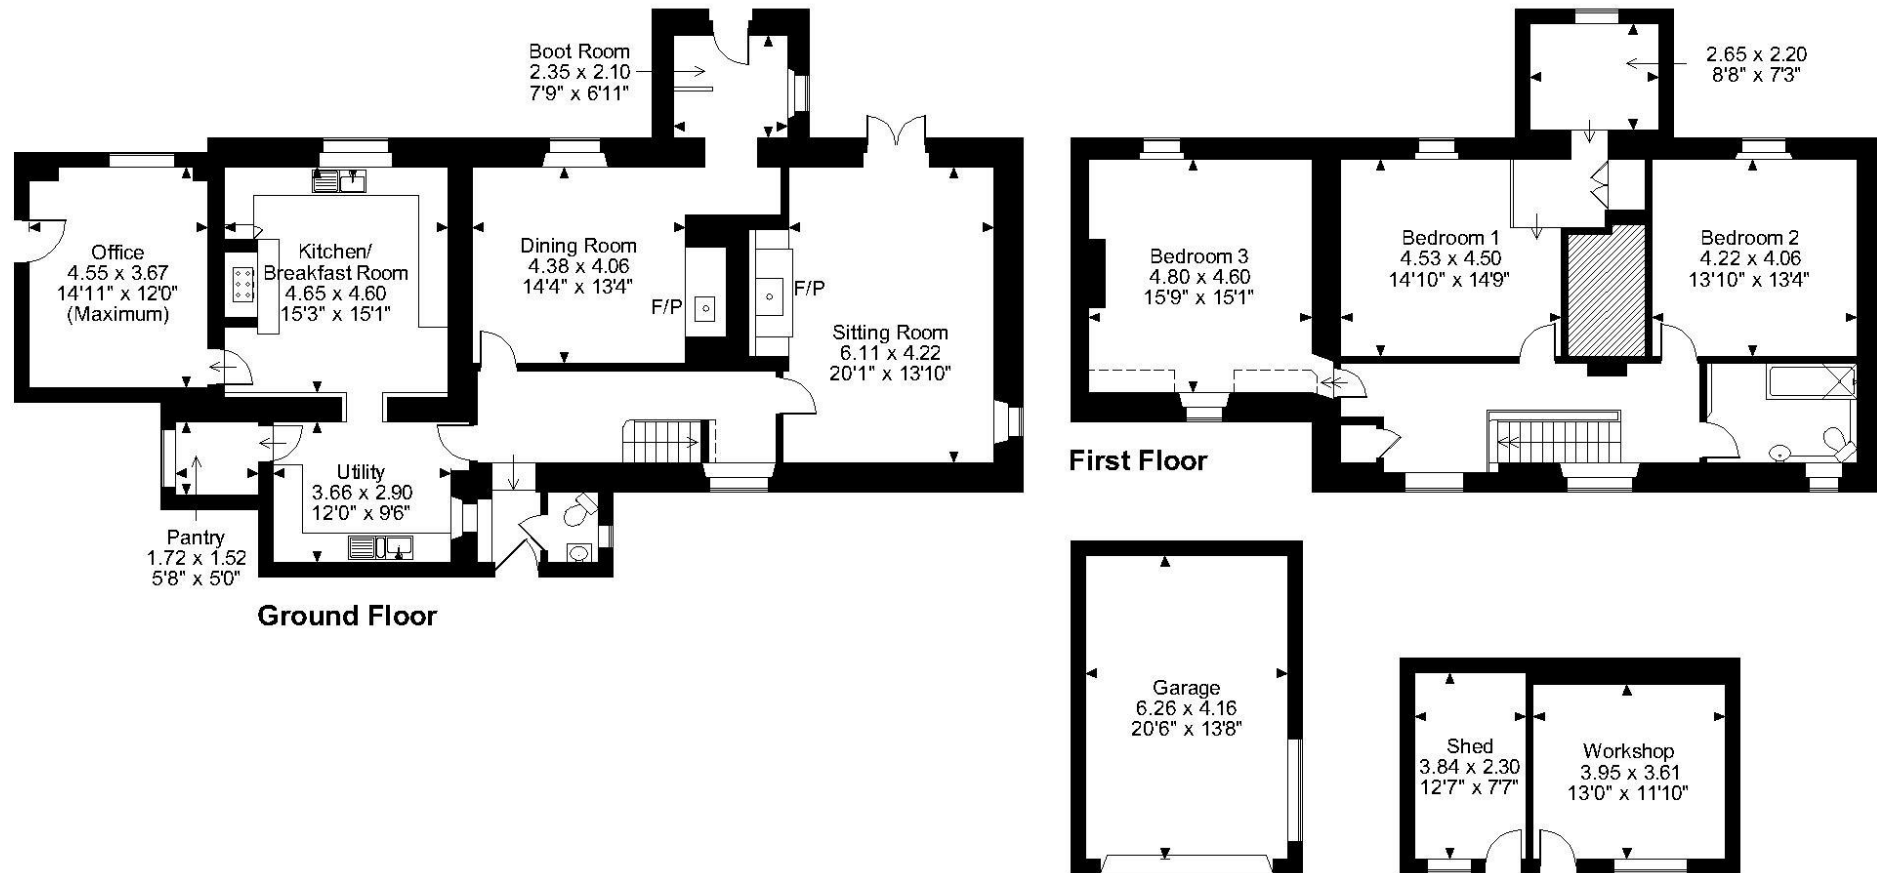 Boot Room
2.35 x 2.10
7'9" x 6'11"
Office
4.55 x 3.67
14'11" x 12'0"
(Maximum)
Kitchen/
Breakfast Room
4.65 x 4.60
15'3" x 15'1"
Dining Room
4.38 x 4.06
14'4" x 13'4"
F/P
F/P
Sitting Room
6.11 x 4.22
20'1" x 13'10"
Utility
3.66 x 2.90
12'0" x 9'6"
Pantry
1.72 x 1.52
5'8" x 5'0"
Ground Floor
2.65 x 2.20
8'8" x 7'3"
Bedroom 3
4.80 x 4.60
15'9" x 15'1"
Bedroom 1
4.53 x 4.50
14'10" x 14'9"
Bedroom 2
4.22 x 4.06
13'10" x 13'4"
First Floor
Garage
6.26 x 4.16
20'6" x 13'8"
Shed
3.84 x 2.30
12'7" x 7'7"
Workshop
3.95 x 3.61
13'0" x 11'10"